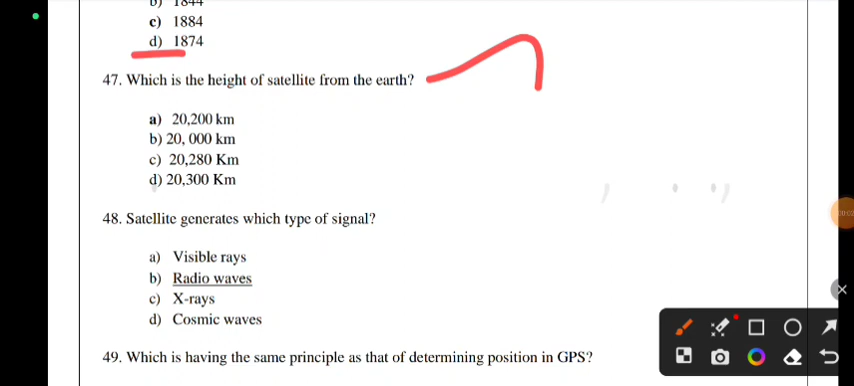 b) 1844
c) 1884
d) 1874
47. Which is the height of satellite from the earth?
a) 20,200 km
b) 20, 000 km
c) 20,280 Km
d) 20,300 Km
48. Satellite generates which type of signal?
a) Visible rays
b) Radio waves
c) X-rays
d) Cosmic waves
49. Which is having the same principle as that of determining position in GPS?